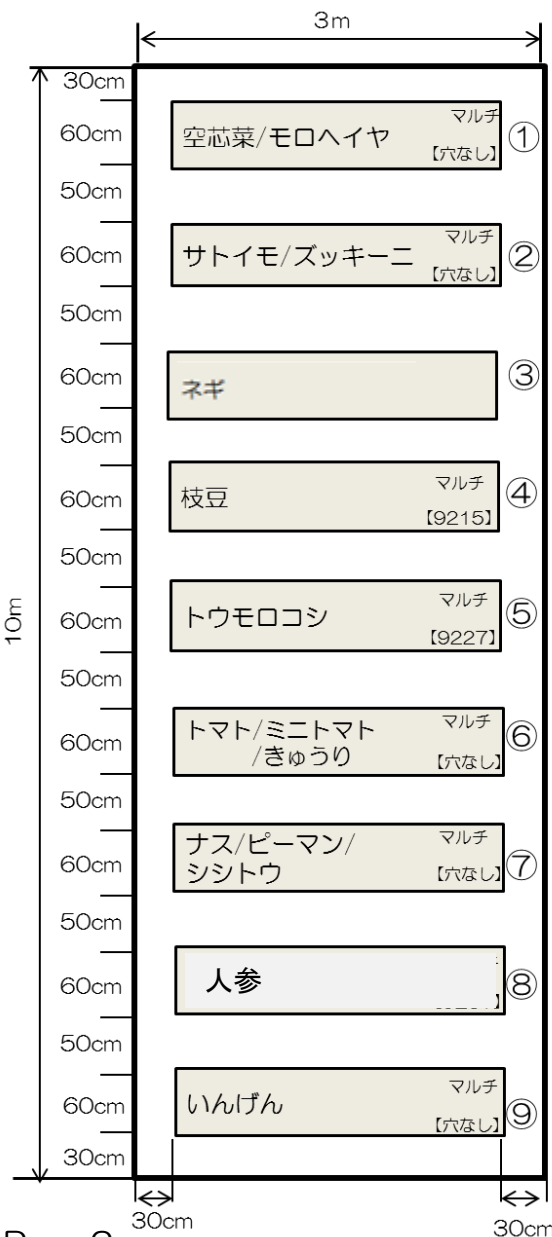 3m
30cm
60cm
空芯菜/モロヘイヤ
マルチ
【穴なし】
①
50cm
60cm
サトイモ/ズッキーニ
マルチ
【穴なし】
②
50cm
60cm
ネギ
③
50cm
60cm
枝豆
マルチ
【9215】
④
50cm
10m
60cm
トウモロコシ
マルチ
【9227】
⑤
50cm
60cm
トマト/ミニトマト
/きゅうり
マルチ
【穴なし】
⑥
50cm
60cm
ナス/ピーマン/
シシトウ
マルチ
【穴なし】
⑦
50cm
60cm
人参
⑧
50cm
60cm
いんげん
マルチ
【穴なし】
⑨
30cm
30cm
30cm